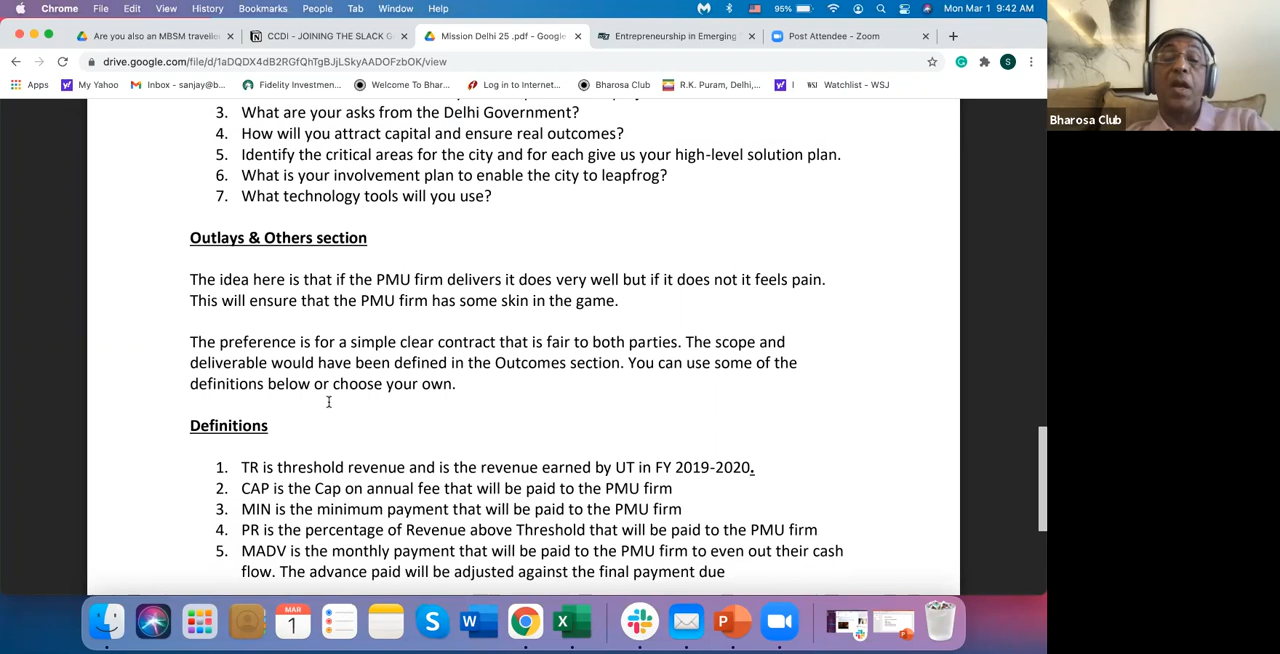 Chrome File Edit View History Bookmarks People Tab Window Help 95% Mon Mar 1 9:42 AM
Are you also an MBSM traveller CCDI - JOINING THE SLACK G Mission Delhi 25 .pdf - Google Entrepreneurship in Emerging Post Attendee - Zoom
drive.google.com/file/d/1aDQDX4dB2RGfQhTgBJjLSkyAADOFzbOK/view
Apps My Yahoo Inbox - sanjay@b... Fidelity Investmen... Welcome To Bhar... Log in to Internet... Bharosa Club R.K. Puram, Delhi,... I WSJ Watchlist - WSJ
3. What are your asks from the Delhi Government?
4. How will you attract capital and ensure real outcomes?
5. Identify the critical areas for the city and for each give us your high-level solution plan.
6. What is your involvement plan to enable the city to leapfrog?
7. What technology tools will you use?
Outlays & Others section
The idea here is that if the PMU firm delivers it does very well but if it does not it feels pain.
This will ensure that the PMU firm has some skin in the game.
The preference is for a simple clear contract that is fair to both parties. The scope and
deliverable would have been defined in the Outcomes section. You can use some of the
definitions below or choose your own.
Definitions
1. TR is threshold revenue and is the revenue earned by UT in FY 2019-2020.
2. CAP is the Cap on annual fee that will be paid to the PMU firm
3. MIN is the minimum payment that will be paid to the PMU firm
4. PR is the percentage of Revenue above Threshold that will be paid to the PMU firm
5. MADV is the monthly payment that will be paid to the PMU firm to even out their cash
flow. The advance paid will be adjusted against the final payment due
Bharosa Club
MAR
1